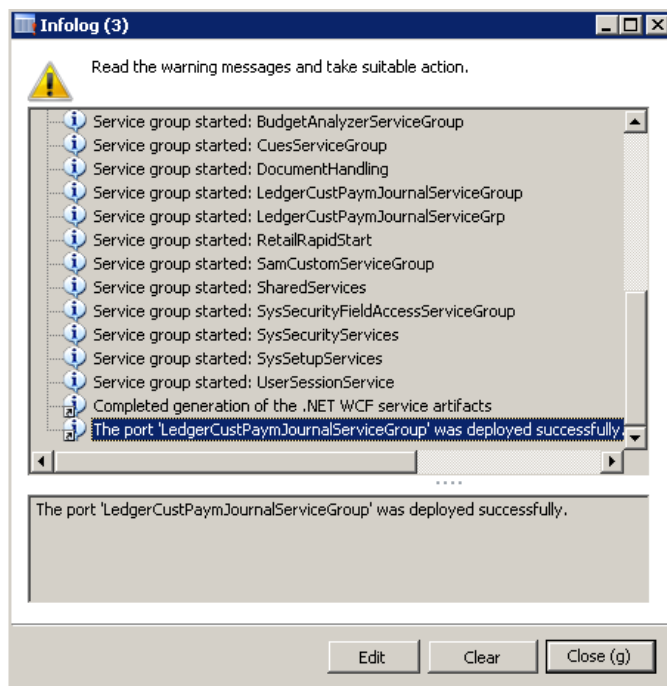 Infolog (3)
Read the warning messages and take suitable action.
Service group started: BudgetAnalyzerServiceGroup
Service group started: CuesServiceGroup
Service group started: DocumentHandling
Service group started: LedgerCustPaymJournalServiceGroup
Service group started: LedgerCustPaymJournalServiceGrp
Service group started: RetailRapidStart
Service group started: SamCustomServiceGroup
Service group started: SharedServices
Service group started: SysSecurityFieldAccessServiceGroup
Service group started: SysSecurityServices
Service group started: SysSetupServices
Service group started: UserSessionService
Completed generation of the .NET WCF service artifacts
The port 'LedgerCustPaymJournalServiceGroup' was deployed successfully.
The port 'LedgerCustPaymJournalServiceGroup' was deployed successfully.
Edit Clear Close (g)